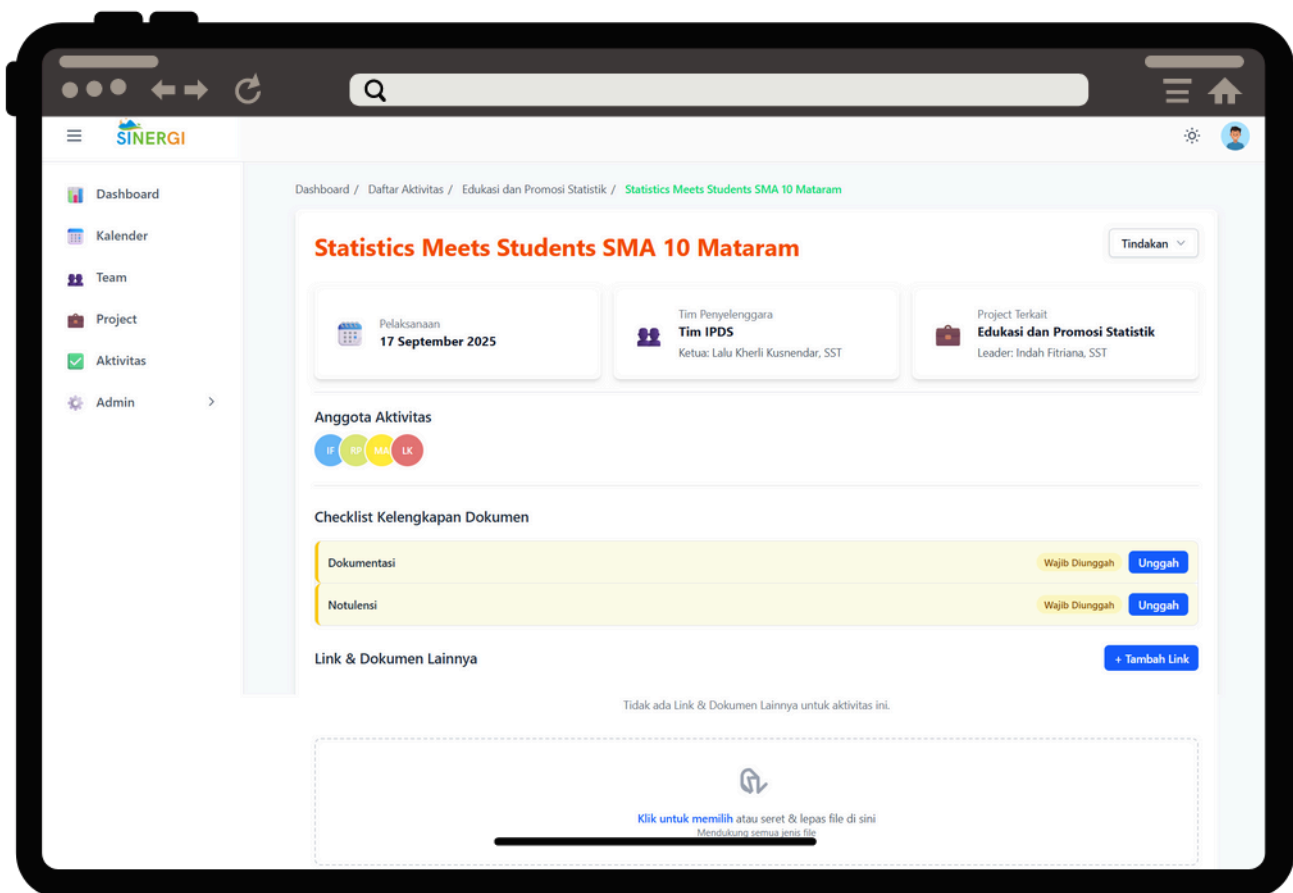 SINERGI
Dashboard
Kalender
Team
Project
Aktivitas
Admin
Dashboard / Daftar Aktivitas / Edukasi dan Promosi Statistik / Statistics Meets Students SMA 10 Mataram
Statistics Meets Students SMA 10 Mataram
Tindakan
Pelaksanaan
17 September 2025
Tim Penyelenggara
Tim IPDS
Ketua: Lalu Kherli Kusnendar, SST
Project Terkait
Edukasi dan Promosi Statistik
Leader: Indah Fitriana, SST
Anggota Aktivitas
IF RP MA LK
Checklist Kelengkapan Dokumen
Dokumentasi Wajib Diunggah Unggah
Notulensi Wajib Diunggah Unggah
Link & Dokumen Lainnya + Tambah Link
Tidak ada Link & Dokumen Lainnya untuk aktivitas ini.
Klik untuk memilih atau seret & lepas file di sini
Mendukung semua jenis file